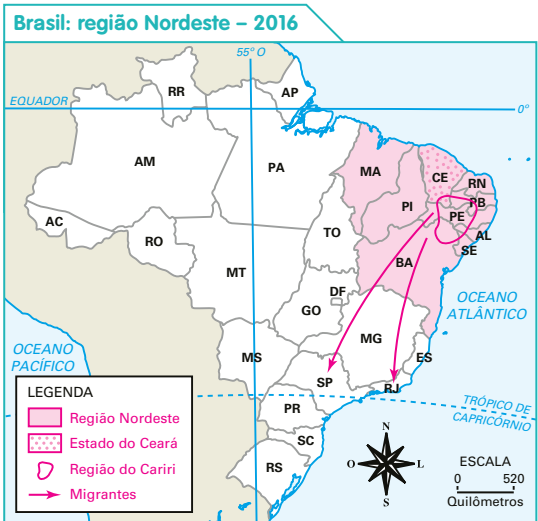 Brasil: região Nordeste – 2016
55º O
RR
AP
EQUADOR
0º
AM
PA
MA
CE
RN
PB
PI
PE
AC
TO
AL
RO
SE
MT
BA
DF
GO
OCEANO
ATLÂNTICO
MG
OCEANO
PACÍFICO
MS
ES
SP
RJ
LEGENDA
Região Nordeste
Estado do Ceará
Região do Cariri
Migrantes
PR
TRÓPICO DE
CAPRICÓRNIO
SC
RS
N
O
L
S
ESCALA
0 520
Quilômetros